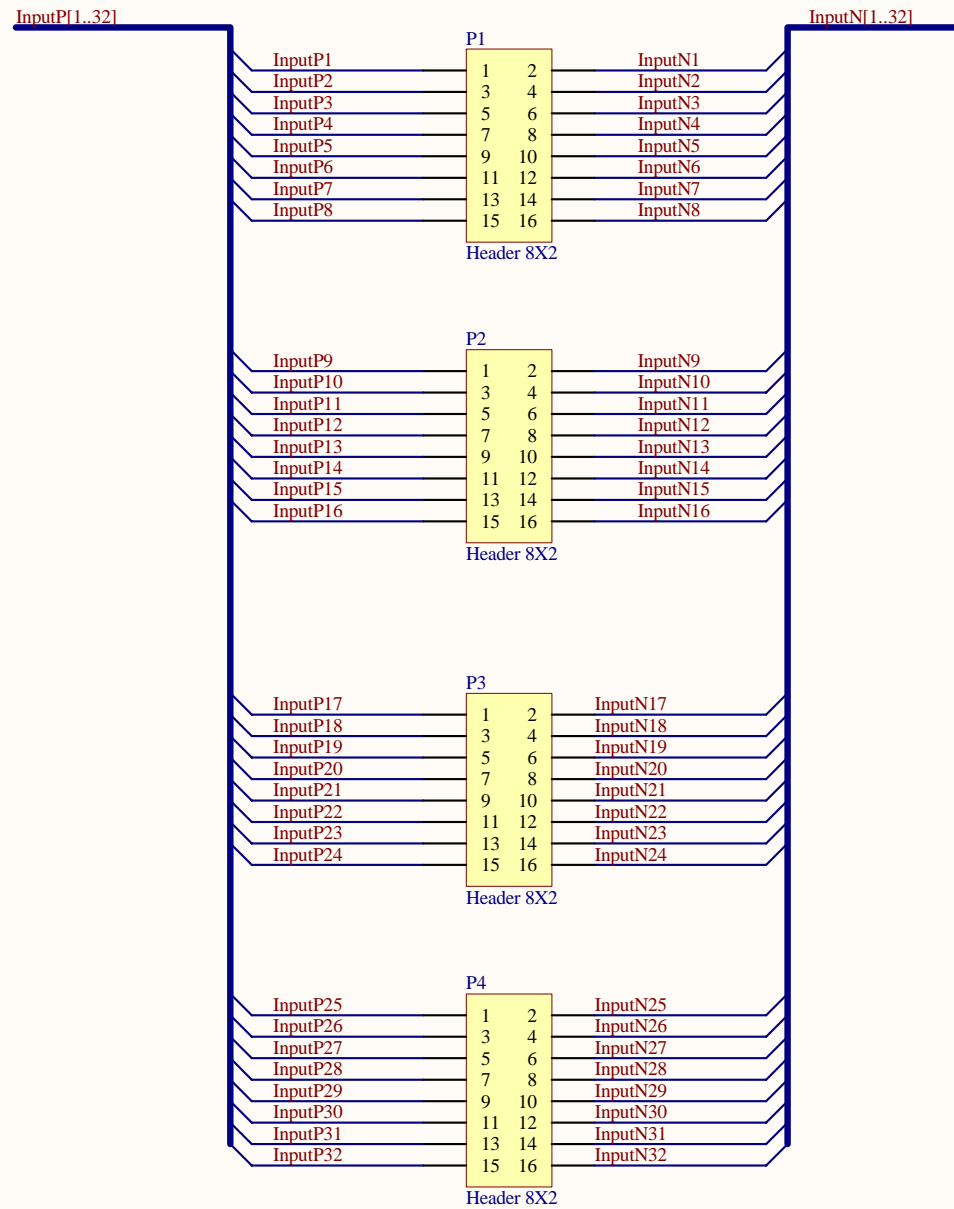 InputP[1..32] InputN[1..32]
P1
InputP1 1 2 InputN1
InputP2 3 4 InputN2
InputP3 5 6 InputN3
InputP4 7 8 InputN4
InputP5 9 10 InputN5
InputP6 11 12 InputN6
InputP7 13 14 InputN7
InputP8 15 16 InputN8
Header 8X2
P2
InputP9 1 2 InputN9
InputP10 3 4 InputN10
InputP11 5 6 InputN11
InputP12 7 8 InputN12
InputP13 9 10 InputN13
InputP14 11 12 InputN14
InputP15 13 14 InputN15
InputP16 15 16 InputN16
Header 8X2
P3
InputP17 1 2 InputN17
InputP18 3 4 InputN18
InputP19 5 6 InputN19
InputP20 7 8 InputN20
InputP21 9 10 InputN21
InputP22 11 12 InputN22
InputP23 13 14 InputN23
InputP24 15 16 InputN24
Header 8X2
P4
InputP25 1 2 InputN25
InputP26 3 4 InputN26
InputP27 5 6 InputN27
InputP28 7 8 InputN28
InputP29 9 10 InputN29
InputP30 11 12 InputN30
InputP31 13 14 InputN31
InputP32 15 16 InputN32
Header 8X2